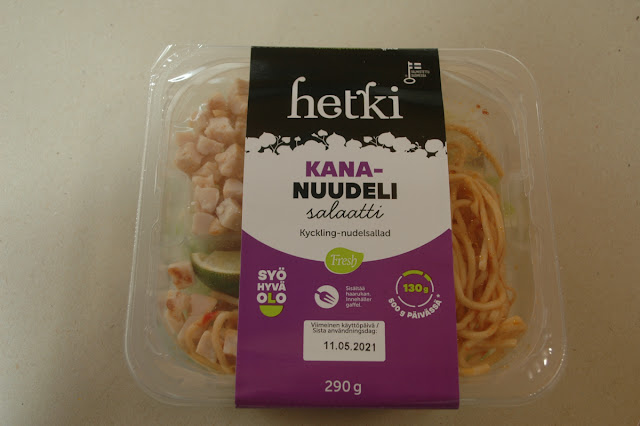 hetki
KANA-
NUUDELI
salaatti
Kyckling-nudelsallad
Fresh
SYÖ
HYVÄ
OLO
Sisältää
haarukan.
Innehåller
gaffel.
130g
500 g PÄIVÄSSÄ*
Viimeinen käyttöpäivä /
Sista användningsdag:
11.05.2021
290 g